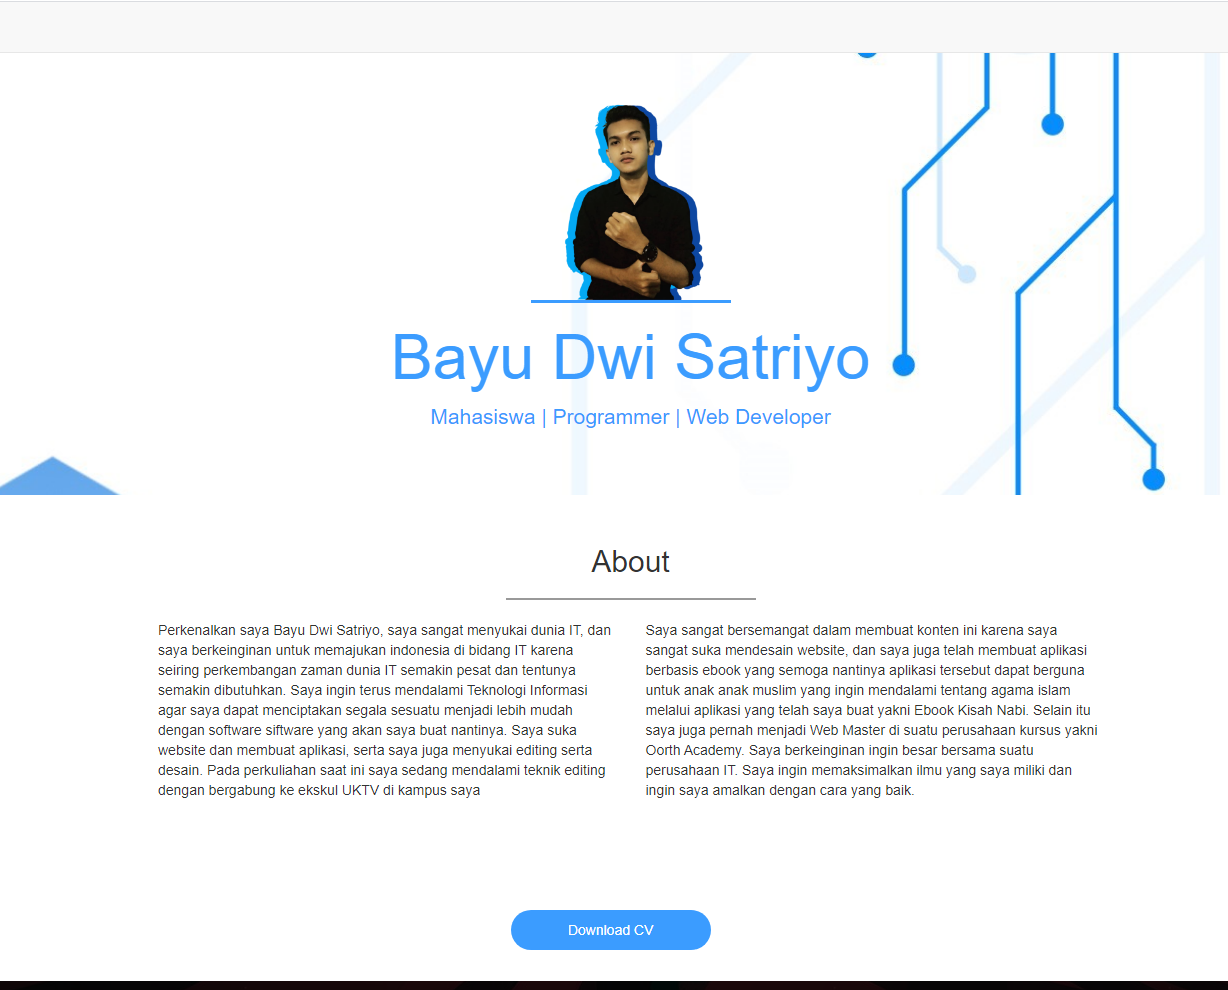 Bayu Dwi Satriyo
Mahasiswa | Programmer | Web Developer
About
Perkenalkan saya Bayu Dwi Satriyo, saya sangat menyukai dunia IT, dan
saya berkeinginan untuk memajukan indonesia di bidang IT karena
seiring perkembangan zaman dunia IT semakin pesat dan tentunya
semakin dibutuhkan. Saya ingin terus mendalami Teknologi Informasi
agar saya dapat menciptakan segala sesuatu menjadi lebih mudah
dengan software siftware yang akan saya buat nantinya. Saya suka
website dan membuat aplikasi, serta saya juga menyukai editing serta
desain. Pada perkuliahan saat ini saya sedang mendalami teknik editing
dengan bergabung ke ekskul UKTV di kampus saya
Saya sangat bersemangat dalam membuat konten ini karena saya
sangat suka mendesain website, dan saya juga telah membuat aplikasi
berbasis ebook yang semoga nantinya aplikasi tersebut dapat berguna
untuk anak anak muslim yang ingin mendalami tentang agama islam
melalui aplikasi yang telah saya buat yakni Ebook Kisah Nabi. Selain itu
saya juga pernah menjadi Web Master di suatu perusahaan kursus yakni
Oorth Academy. Saya berkeinginan ingin besar bersama suatu
perusahaan IT. Saya ingin memaksimalkan ilmu yang saya miliki dan
ingin saya amalkan dengan cara yang baik.
Download CV